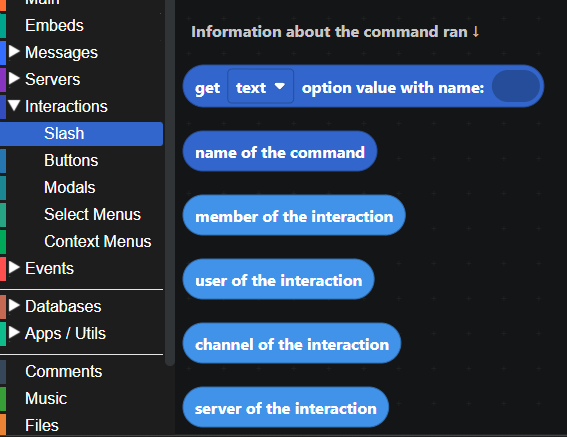 Main
Embeds
Messages
Servers
Interactions
Slash
Buttons
Modals
Select Menus
Context Menus
Events
Databases
Apps / Utils
Comments
Music
Files
Information about the command ran ↓
get text option value with name:
name of the command
member of the interaction
user of the interaction
channel of the interaction
server of the interaction